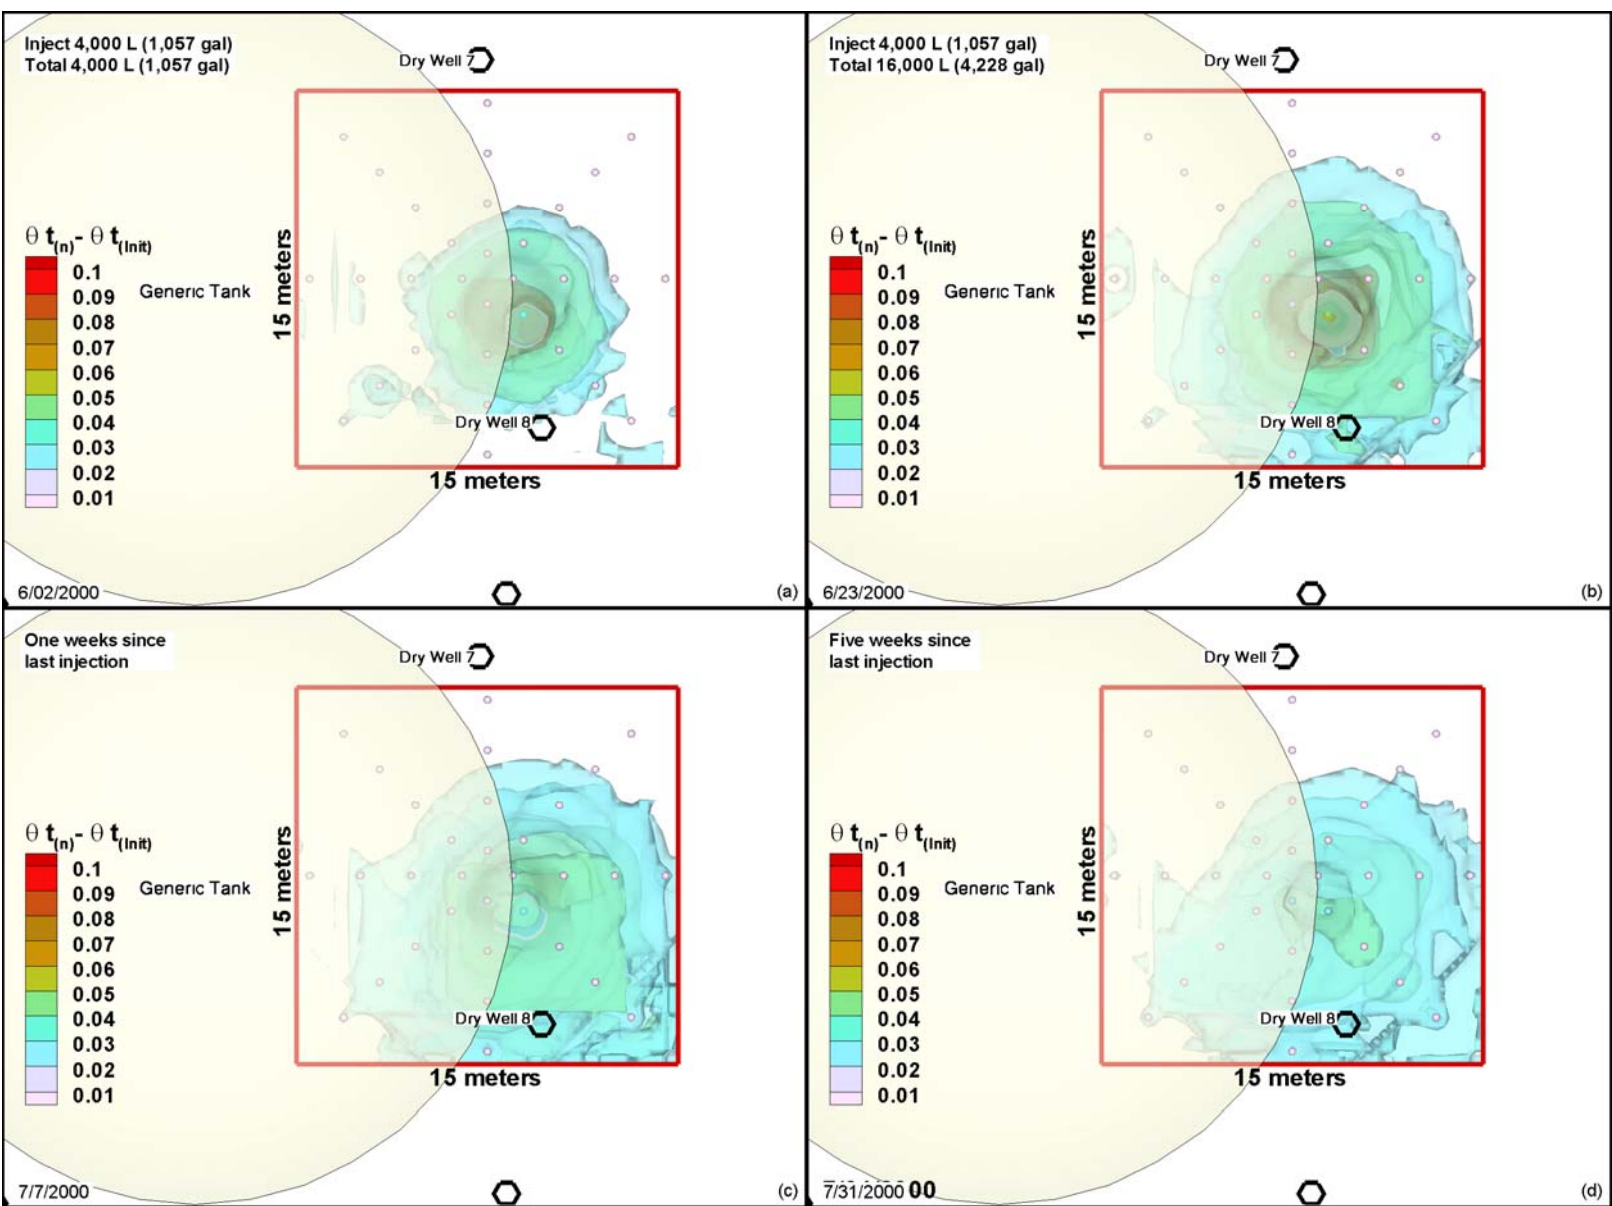 Inject 4,000 L (1,057 gal)
Total 4,000 L (1,057 gal)
Dry Well 7
θ t(n)- θ t(Init)
0.1
0.09
0.08
0.07
0.06
0.05
0.04
0.03
0.02
0.01
Generic Tank
15 meters
Dry Well 8
15 meters
6/02/2000
(a)
Inject 4,000 L (1,057 gal)
Total 16,000 L (4,228 gal)
Dry Well 7
θ t(n)- θ t(Init)
0.1
0.09
0.08
0.07
0.06
0.05
0.04
0.03
0.02
0.01
Generic Tank
15 meters
Dry Well 8
15 meters
6/23/2000
(b)
One weeks since
last injection
Dry Well 7
θ t(n)- θ t(Init)
0.1
0.09
0.08
0.07
0.06
0.05
0.04
0.03
0.02
0.01
Generic Tank
15 meters
Dry Well 8
15 meters
7/7/2000
(c)
Five weeks since
last injection
Dry Well 7
θ t(n)- θ t(Init)
0.1
0.09
0.08
0.07
0.06
0.05
0.04
0.03
0.02
0.01
Generic Tank
15 meters
Dry Well 8
15 meters
7/31/2000
(d)